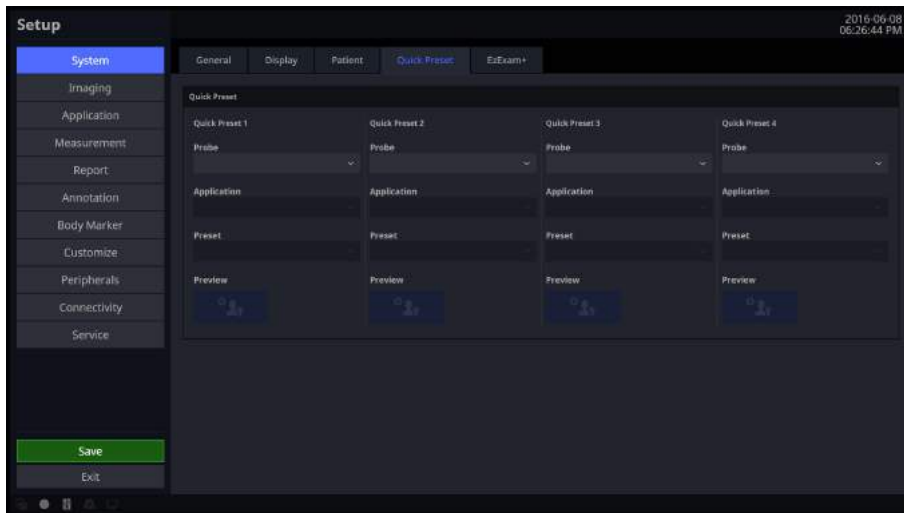 Setup
2016-06-08
06:26:44 PM
System
Imaging
Application
Measurement
Report
Annotation
Body Marker
Customize
Peripherals
Connectivity
Service
Save
Exit
General Display Patient Quick Preset EzExam+
Quick Preset
Quick Preset 1 Quick Preset 2 Quick Preset 3 Quick Preset 4
Probe Probe Probe Probe
Application Application Application Application
Preset Preset Preset Preset
Preview Preview Preview Preview